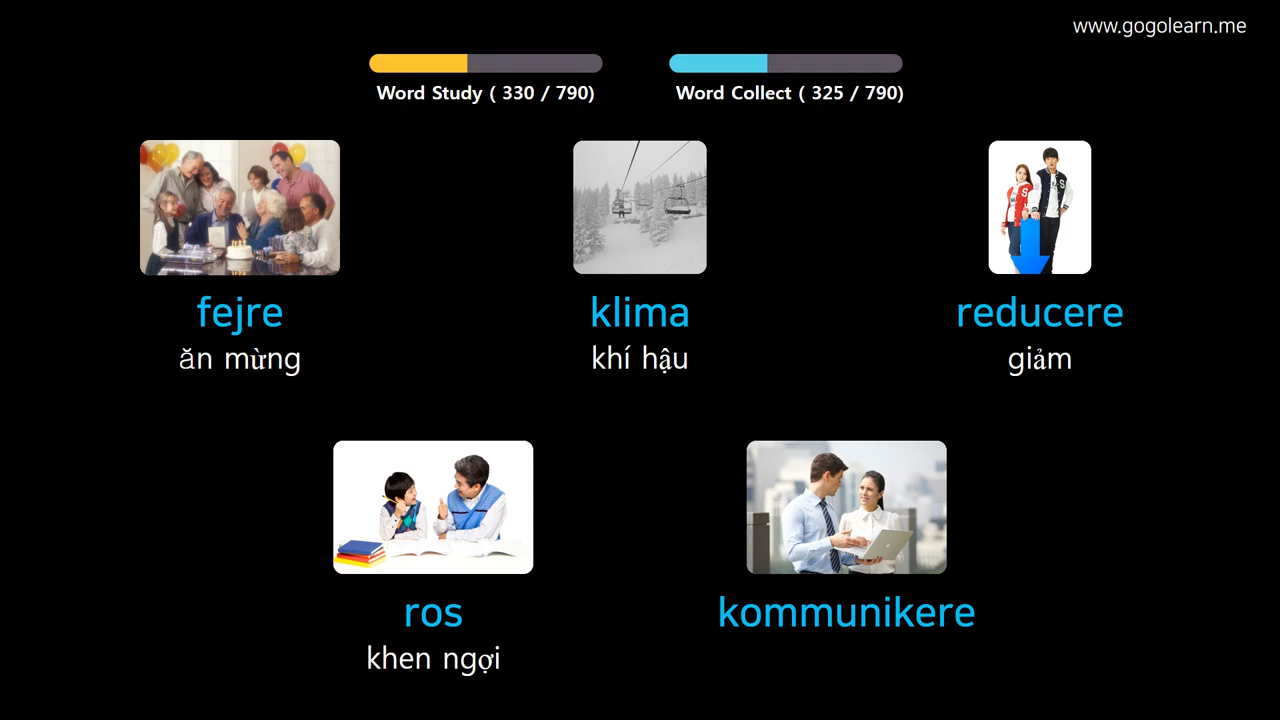 www.gogolearn.me
Word Study ( 330 / 790)
Word Collect ( 325 / 790)
fejre
klima
reducere
ăn mừng
khí hậu
giảm
ros
kommunikere
khen ngợi